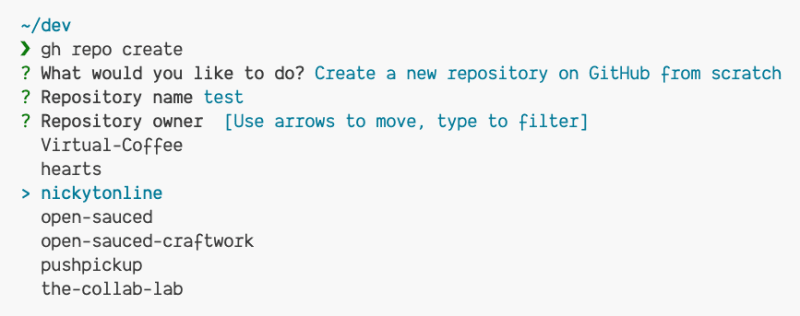 ~/dev
❯ gh repo create
? What would you like to do? Create a new repository on GitHub from scratch
? Repository name test
? Repository owner  [Use arrows to move, type to filter]
  Virtual-Coffee
  hearts
> nickytonline
  open-sauced
  open-sauced-craftwork
  pushpickup
  the-collab-lab